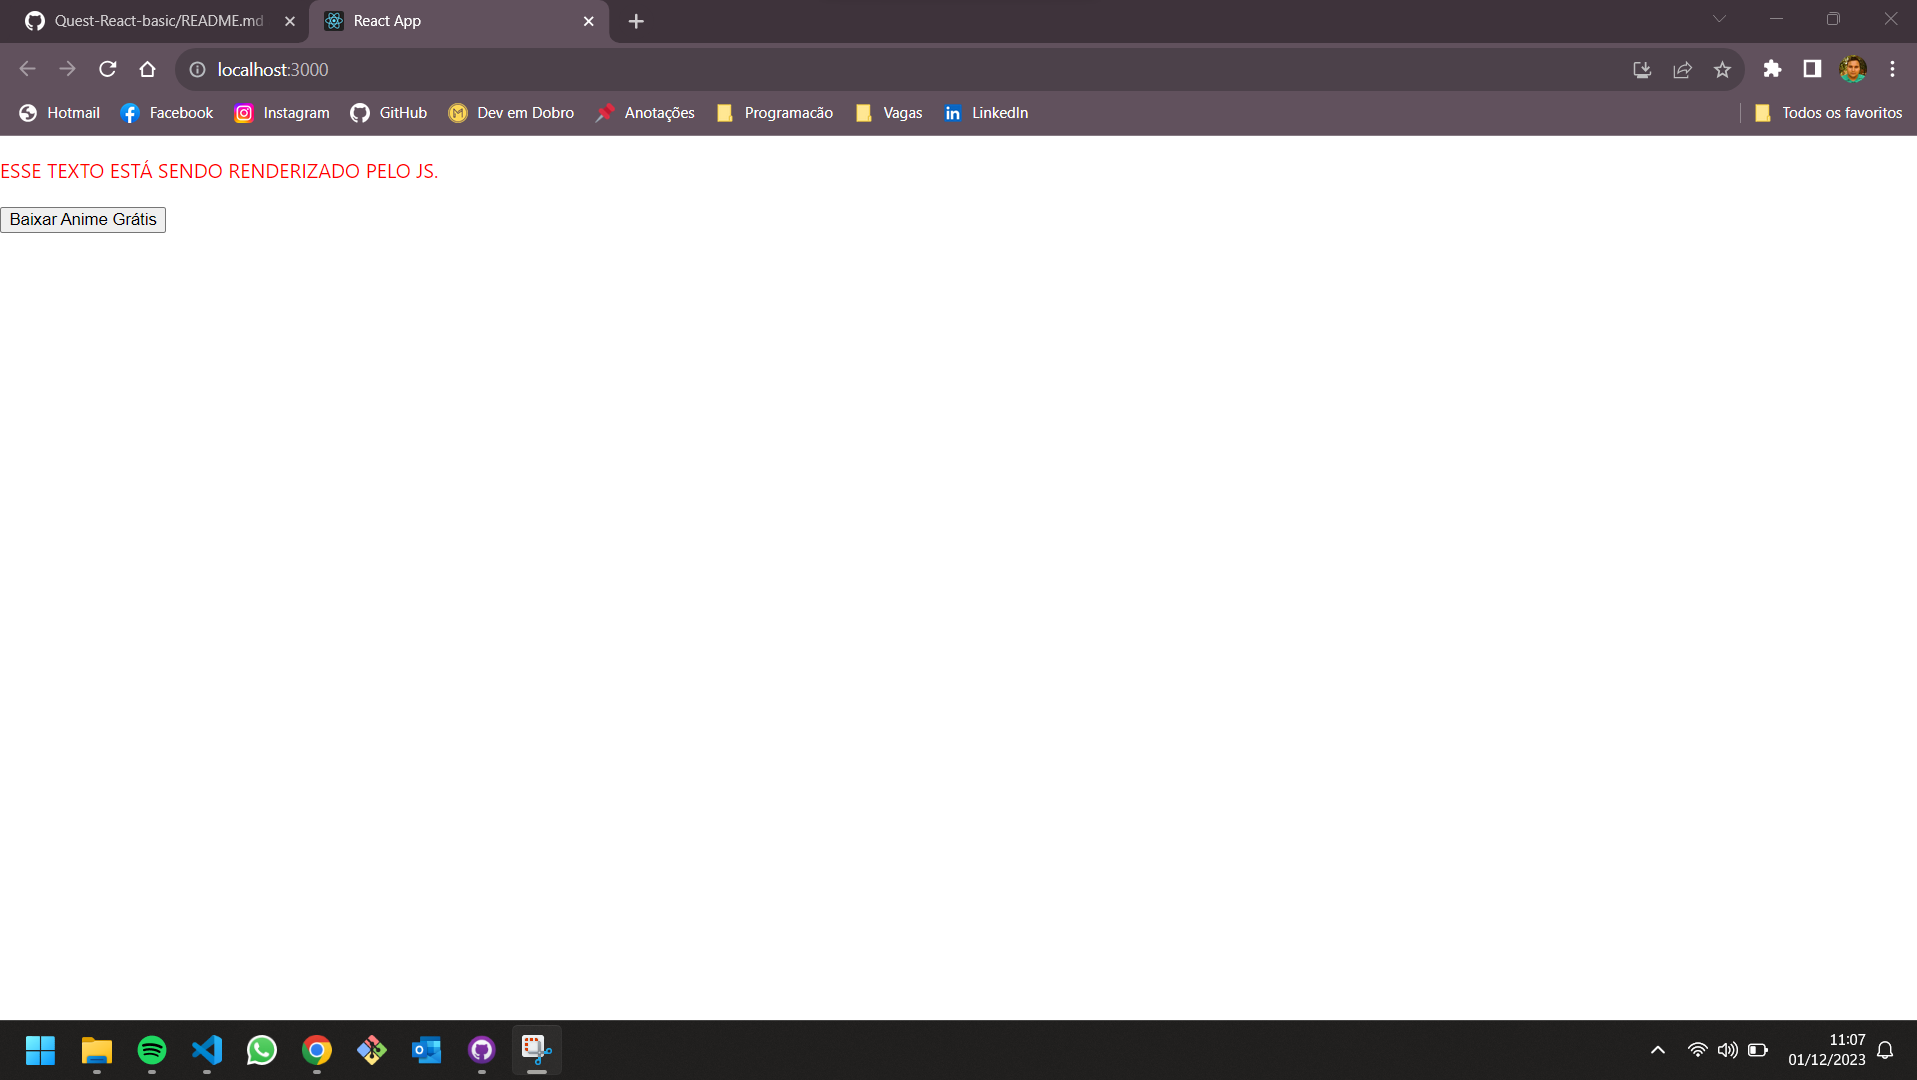 Quest-React-basic/README.md
React App
localhost:3000
Hotmail
Facebook
Instagram
GitHub
Dev em Dobro
Anotações
Programacão
Vagas
LinkedIn
Todos os favoritos
ESSE TEXTO ESTÁ SENDO RENDERIZADO PELO JS.
Baixar Anime Grátis
11:07
01/12/2023